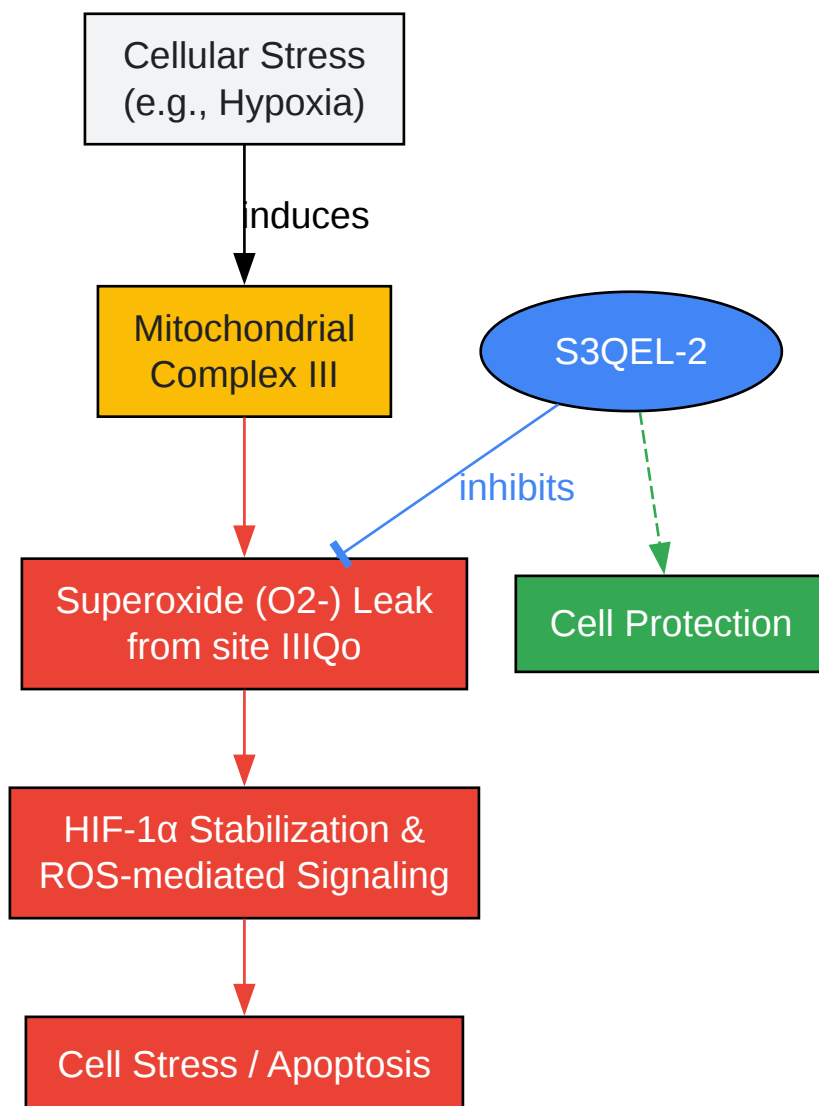 Cellular Stress
(e.g., Hypoxia)
induces
Mitochondrial
Complex III
S3QEL-2
inhibits
Superoxide (O2-) Leak
from site IIIQo
Cell Protection
HIF-1α Stabilization &
ROS-mediated Signaling
Cell Stress / Apoptosis